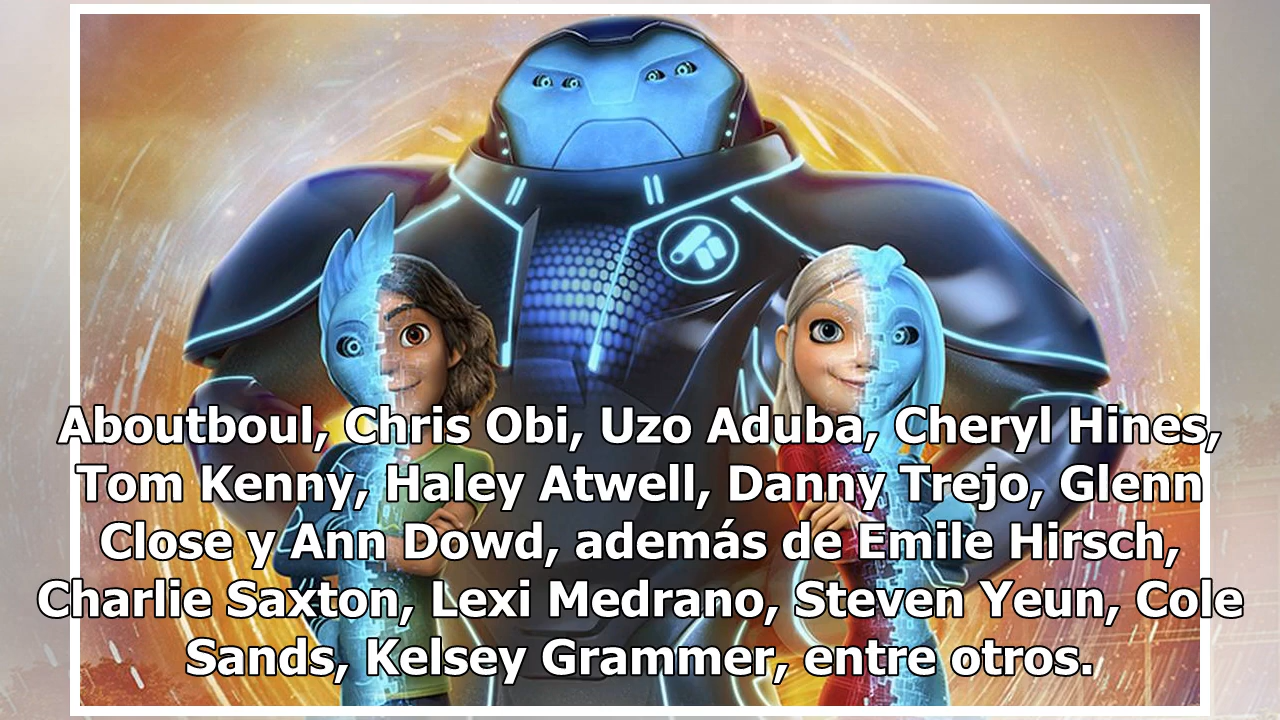 Aboutboul, Chris Obi, Uzo Aduba, Cheryl Hines,
Tom Kenny, Haley Atwell, Danny Trejo, Glenn
Close y Ann Dowd, además de Emile Hirsch,
Charlie Saxton, Lexi Medrano, Steven Yeun, Cole
Sands, Kelsey Grammer, entre otros.